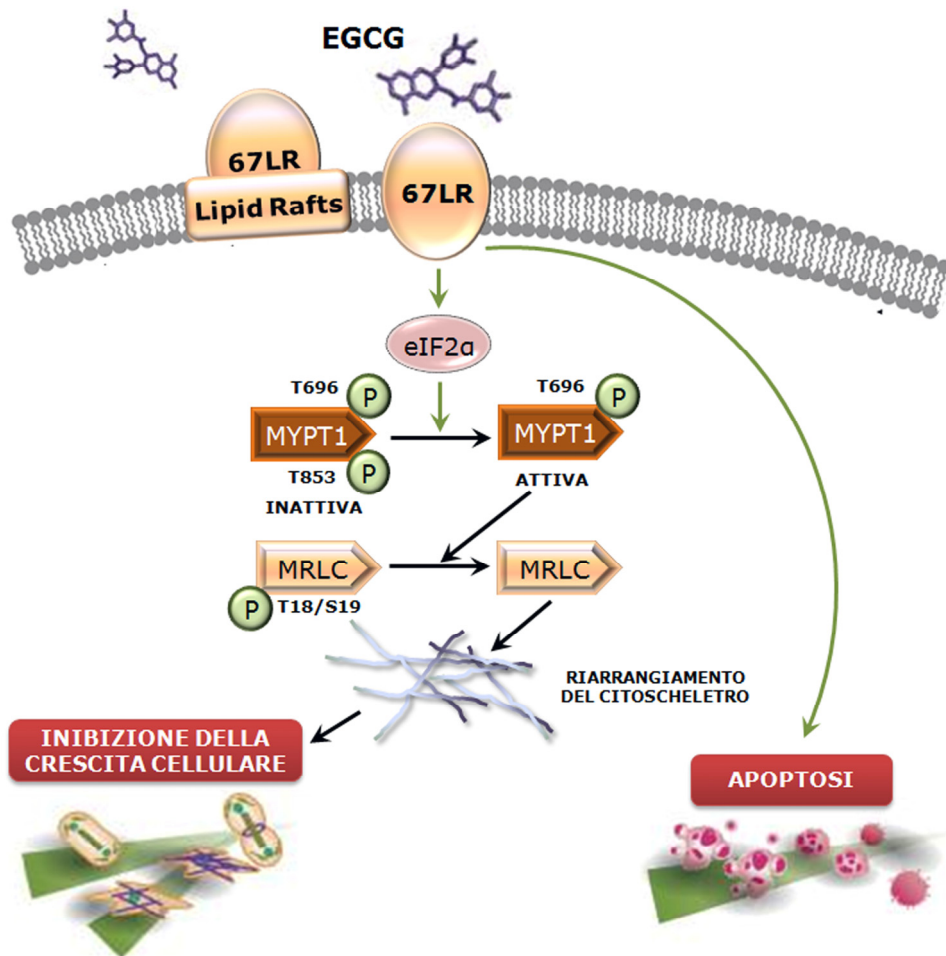 EGCG
67LR
Lipid Rafts
67LR
eIF2α
T696
P
MYPT1
P
T853
INATTIVA
T696
P
MYPT1
ATTIVA
MRLC
P
T18/S19
MRLC
RIARRANGIAMENTO
DEL CITOSCHELETRO
INIBIZIONE DELLA
CRESCITA CELLULARE
APOPTOSI